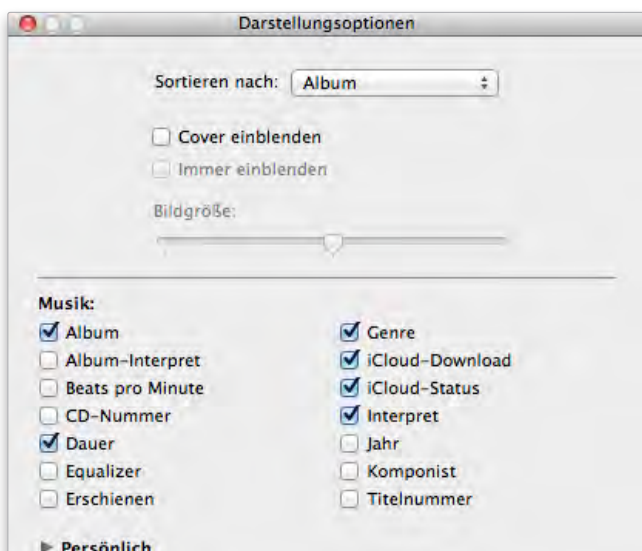 Darstellungsoptionen
Sortieren nach: Album
Cover einblenden
Immer einblenden
Bildgröße:
Musik:
Album
Album-Interpret
Beats pro Minute
CD-Nummer
Dauer
Equalizer
Erschienen
Genre
iCloud-Download
iCloud-Status
Interpret
Jahr
Komponist
Titelnummer
Persönlich